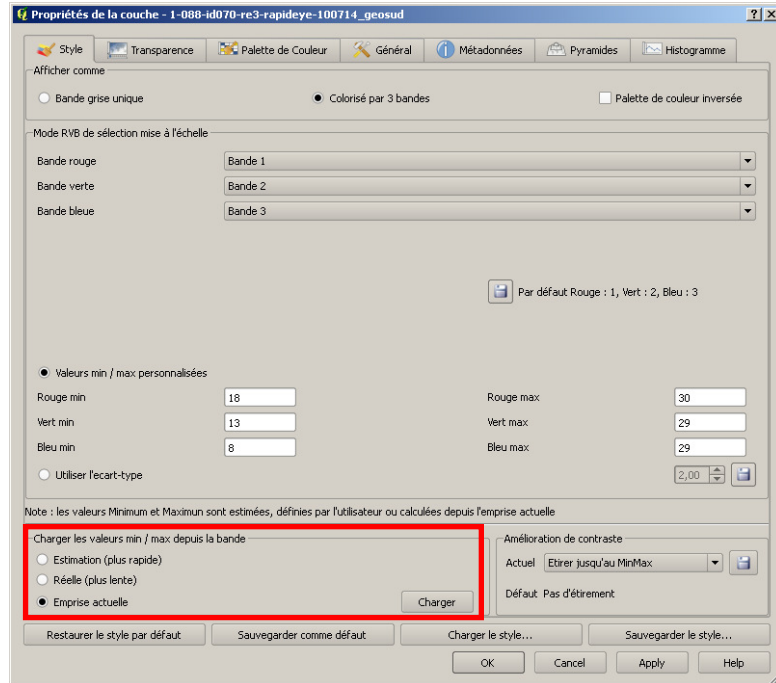 Propriétés de la couche - 1-088-id070-re3-rapideye-100714_geosud
Style Transparence Palette de Couleur Général Métadonnées Pyramides Histogramme
Afficher comme
Bande grise unique Colorisé par 3 bandes Palette de couleur inversée
Mode RVB de sélection mise à l'échelle
Bande rouge Bande 1
Bande verte Bande 2
Bande bleue Bande 3
Par défaut Rouge : 1, Vert : 2, Bleu : 3
Valeurs min / max personnalisées
Rouge min 18 Rouge max 30
Vert min 13 Vert max 29
Bleu min 8 Bleu max 29
Utiliser l'ecart-type 2,00
Note : les valeurs Minimum et Maximun sont estimées, définies par l'utilisateur ou calculées depuis l'emprise actuelle
Charger les valeurs min / max depuis la bande Amélioration de contraste
Estimation (plus rapide)
Actuel Etirer jusqu'au MinMax
Réelle (plus lente)
Défaut Pas d'étirement
Emprise actuelle Charger
Restaurer le style par défaut Sauvegarder comme défaut Charger le style... Sauvegarder le style...
OK Cancel Apply Help